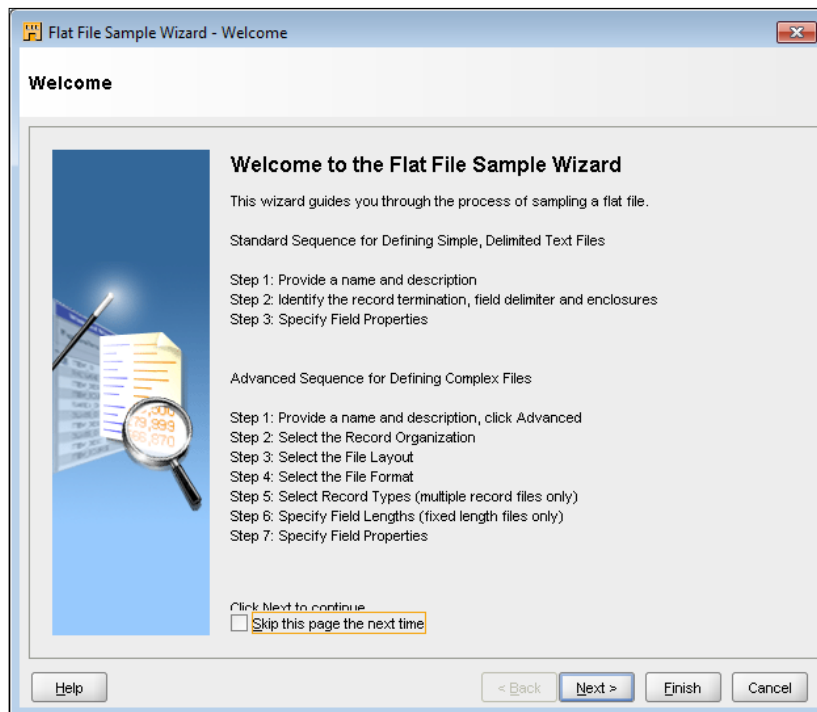 Flat File Sample Wizard - Welcome
Welcome
Welcome to the Flat File Sample Wizard
This wizard guides you through the process of sampling a flat file.
Standard Sequence for Defining Simple, Delimited Text Files
Step 1: Provide a name and description
Step 2: Identify the record termination, field delimiter and enclosures
Step 3: Specify Field Properties
Advanced Sequence for Defining Complex Files
Step 1: Provide a name and description, click Advanced
Step 2: Select the Record Organization
Step 3: Select the File Layout
Step 4: Select the File Format
Step 5: Select Record Types (multiple record files only)
Step 6: Specify Field Lengths (fixed length files only)
Step 7: Specify Field Properties
Click Next to continue
Skip this page the next time
Help
< Back
Next >
Finish
Cancel